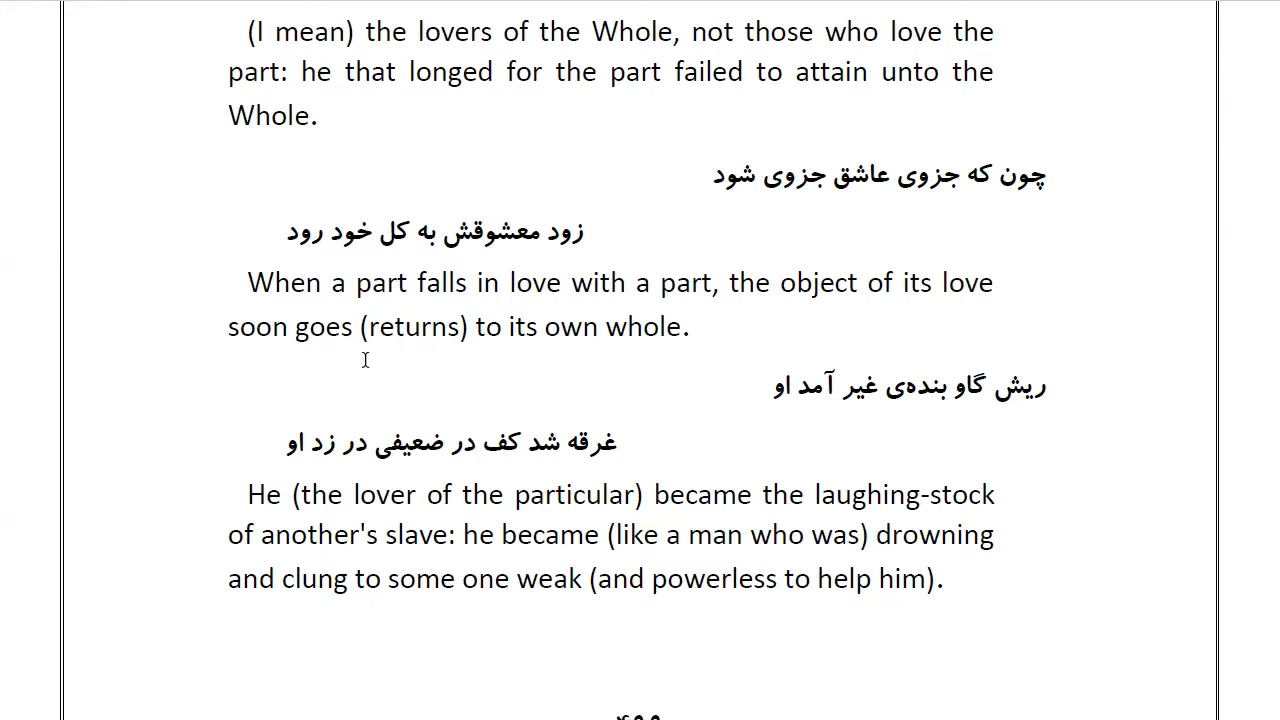 (I mean) the lovers of the Whole, not those who love the
part: he that longed for the part failed to attain unto the
Whole.
چون که جزوی عاشق جزوی شود
زود معشوقش به کل خود رود
When a part falls in love with a part, the object of its love
soon goes (returns) to its own whole.
ریش گاو بنده‌ی غیر آمد او
غرقه شد کف در ضعیفی در زد او
He (the lover of the particular) became the laughing-stock
of another's slave: he became (like a man who was) drowning
and clung to some one weak (and powerless to help him).